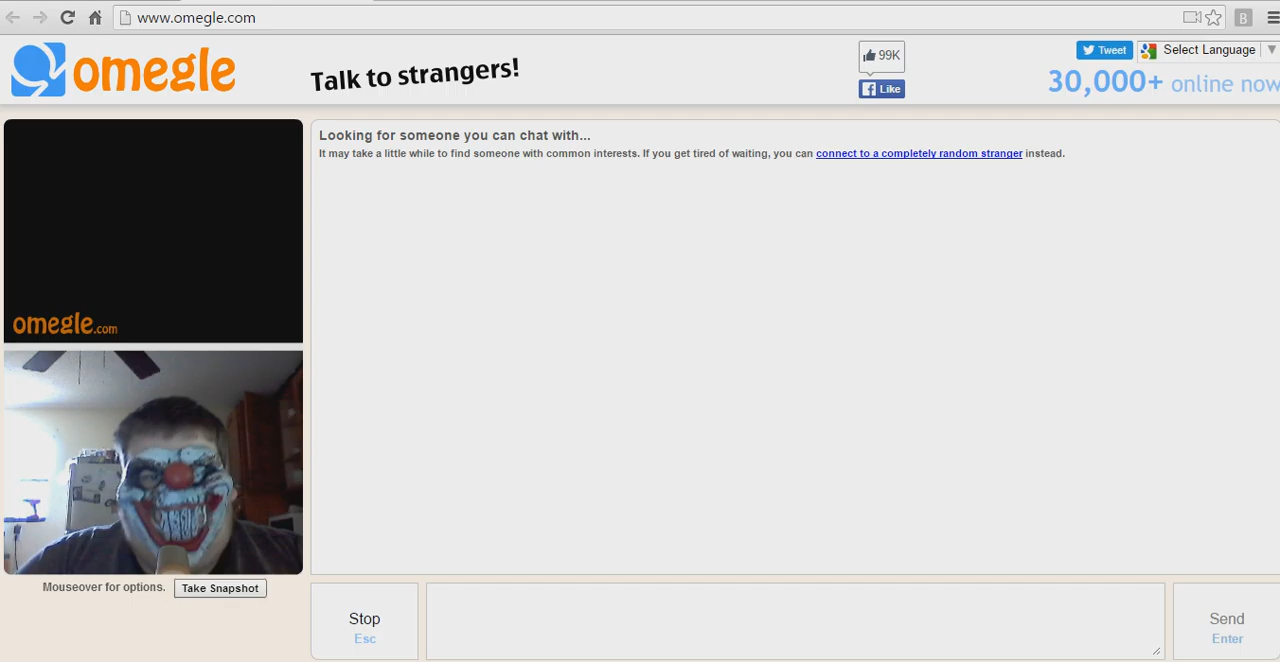 www.omegle.com
B
omegle
Talk to strangers!
99K
Like
Tweet
Select Language
30,000+ online now
Looking for someone you can chat with...
It may take a little while to find someone with common interests. If you get tired of waiting, you can connect to a completely random stranger instead.
omegle.com
Mouseover for options.
Take Snapshot
Stop
Esc
Send
Enter